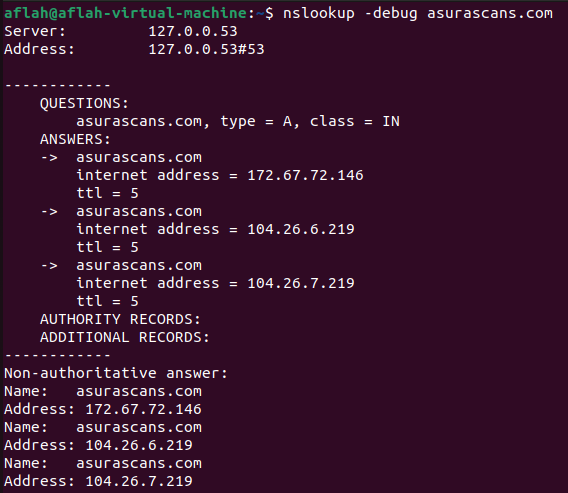 aflah@aflah-virtual-machine:~$ nslookup -debug asurascans.com
Server:         127.0.0.53
Address:        127.0.0.53#53
------------
    QUESTIONS:
        asurascans.com, type = A, class = IN
    ANSWERS:
    ->  asurascans.com
        internet address = 172.67.72.146
        ttl = 5
    ->  asurascans.com
        internet address = 104.26.6.219
        ttl = 5
    ->  asurascans.com
        internet address = 104.26.7.219
        ttl = 5
    AUTHORITY RECORDS:
    ADDITIONAL RECORDS:
------------
Non-authoritative answer:
Name:   asurascans.com
Address: 172.67.72.146
Name:   asurascans.com
Address: 104.26.6.219
Name:   asurascans.com
Address: 104.26.7.219